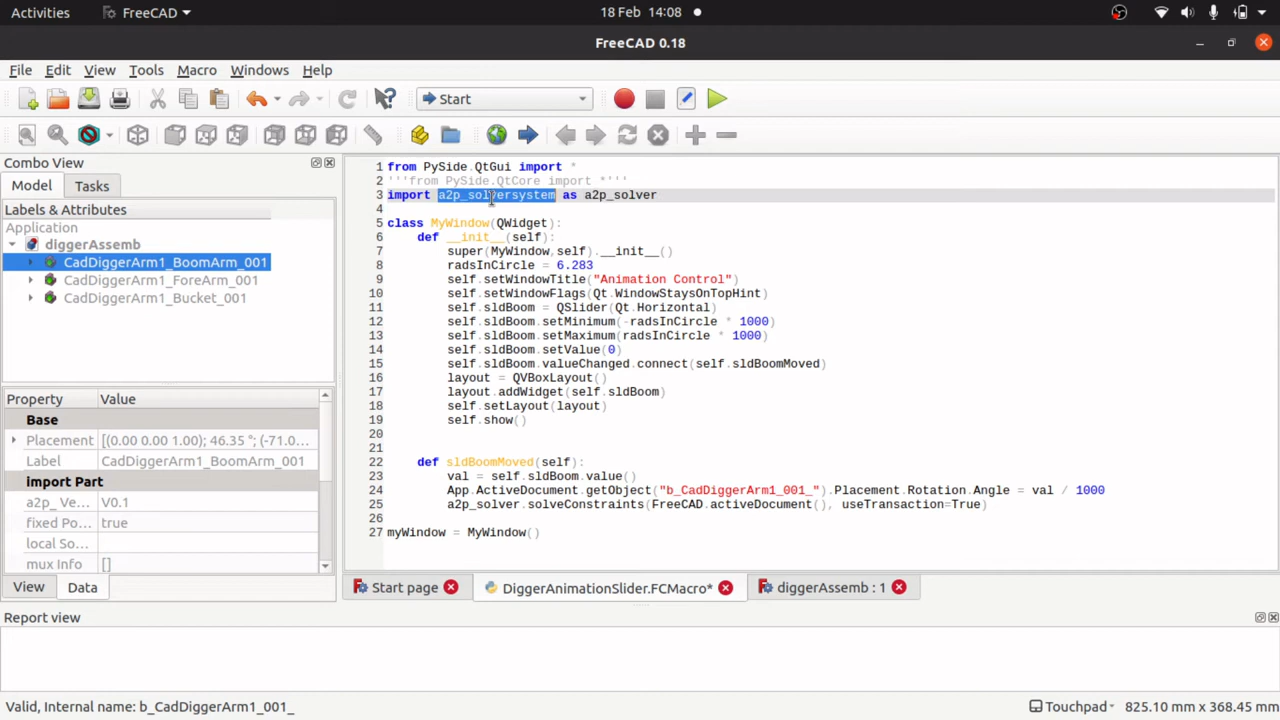 Activities FreeCAD 18 Feb 14:08
FreeCAD 0.18
File Edit View Tools Macro Windows Help
Start
Combo View
Model Tasks
Labels & Attributes
Application
diggerAssemb
CadDiggerArm1_BoomArm_001
CadDiggerArm1_ForeArm_001
CadDiggerArm1_Bucket_001
Property Value
Base
Placement [(0.00 0.00 1.00); 46.35 °; (-71.0...
Label CadDiggerArm1_BoomArm_001
import Part
a2p_ Ve... V0.1
fixed Po... true
local So...
mux Info []
View Data
1 from PySide.QtGui import *
2 '''from PySide.QtCore import *'''
3 import a2p_solversystem as a2p_solver
4
5 class MyWindow(QWidget):
6 def __init__(self):
7 super(MyWindow,self).__init__()
8 radsInCircle = 6.283
9 self.setWindowTitle("Animation Control")
10 self.setWindowFlags(Qt.WindowStaysOnTopHint)
11 self.sldBoom = QSlider(Qt.Horizontal)
12 self.sldBoom.setMinimum(-radsInCircle * 1000)
13 self.sldBoom.setMaximum(radsInCircle * 1000)
14 self.sldBoom.setValue(0)
15 self.sldBoom.valueChanged.connect(self.sldBoomMoved)
16 layout = QVBoxLayout()
17 layout.addWidget(self.sldBoom)
18 self.setLayout(layout)
19 self.show()
20
21
22 def sldBoomMoved(self):
23 val = self.sldBoom.value()
24 App.ActiveDocument.getObject("b_CadDiggerArm1_001_").Placement.Rotation.Angle = val / 1000
25 a2p_solver.solveConstraints(FreeCAD.activeDocument(), useTransaction=True)
26
27 myWindow = MyWindow()
Start page DiggerAnimationSlider.FCMacro* diggerAssemb : 1
Report view
Valid, Internal name: b_CadDiggerArm1_001_ Touchpad 825.10 mm x 368.45 mm